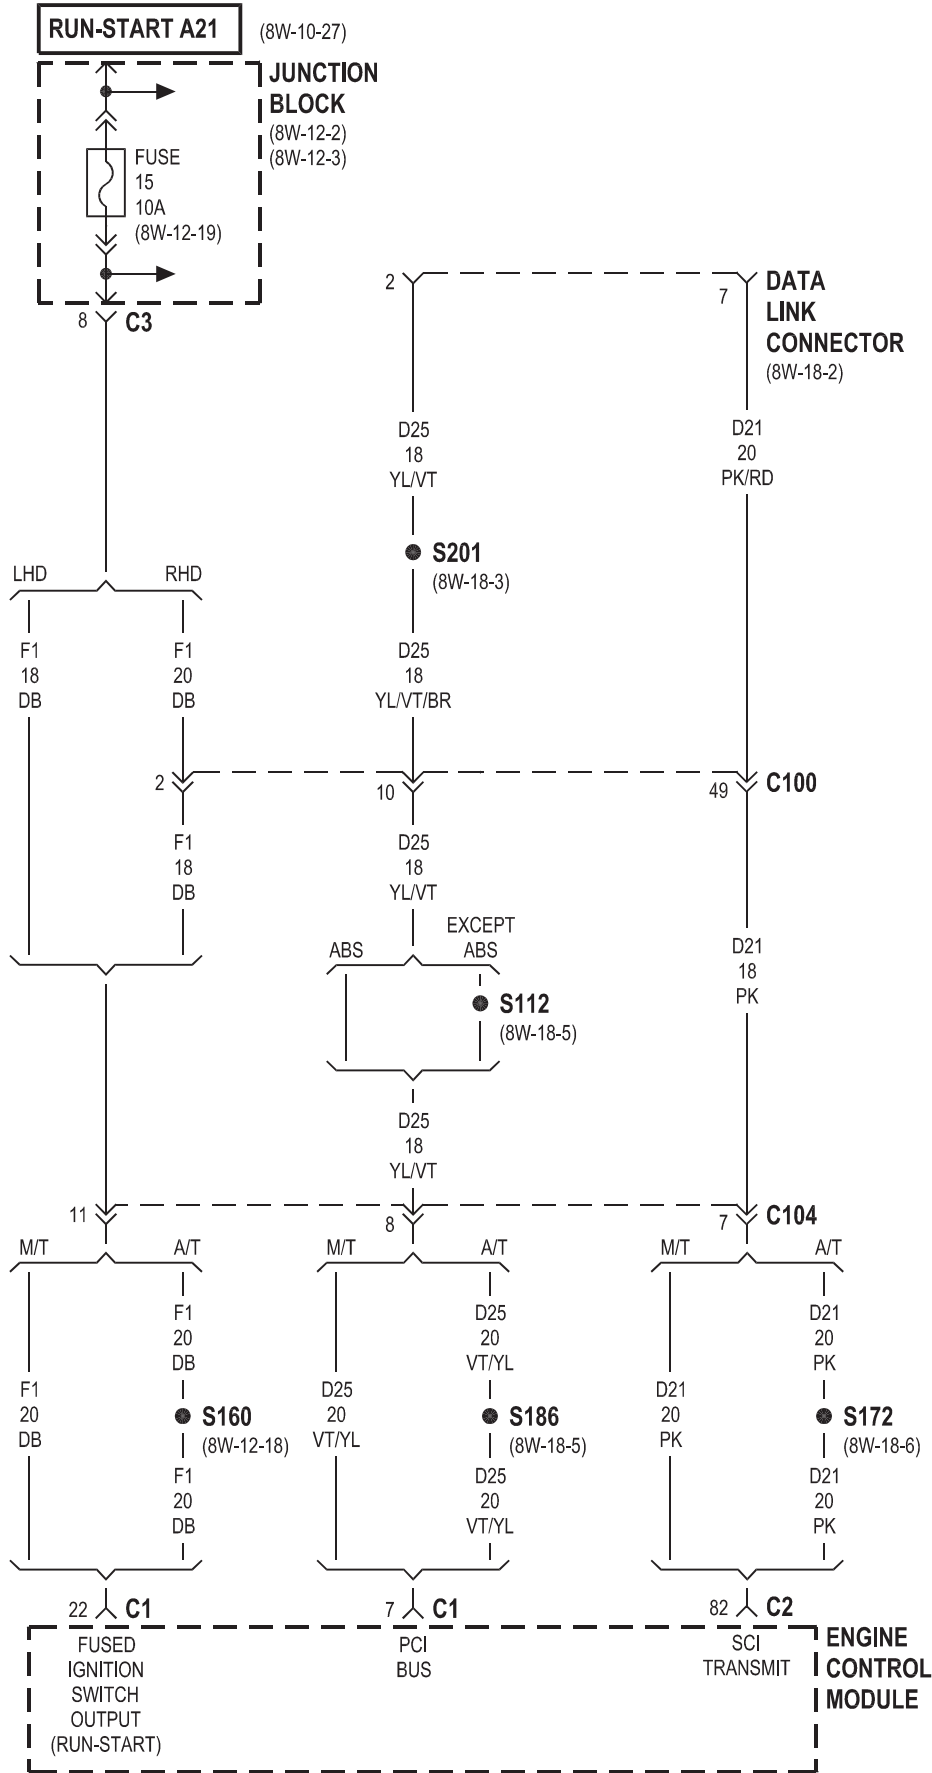 RUN-START A21
(8W-10-27)
JUNCTION
BLOCK
(8W-12-2)
(8W-12-3)
FUSE
15
10A
(8W-12-19)
8
C3
2
7
DATA
LINK
CONNECTOR
(8W-18-2)
D25
18
YL/VT
D21
20
PK/RD
S201
(8W-18-3)
LHD
RHD
F1
18
DB
F1
20
DB
D25
18
YL/VT/BR
2
10
49
C100
F1
18
DB
D25
18
YL/VT
ABS
EXCEPT
ABS
S112
(8W-18-5)
D21
18
PK
D25
18
YL/VT
11
8
7
C104
M/T
A/T
M/T
A/T
M/T
A/T
F1
20
DB
D25
20
VT/YL
D21
20
PK
F1
20
DB
S160
(8W-12-18)
D25
20
VT/YL
S186
(8W-18-5)
D21
20
PK
S172
(8W-18-6)
F1
20
DB
D25
20
VT/YL
D21
20
PK
22
C1
7
C1
82
C2
FUSED
IGNITION
SWITCH
OUTPUT
(RUN-START)
PCI
BUS
SCI
TRANSMIT
ENGINE
CONTROL
MODULE